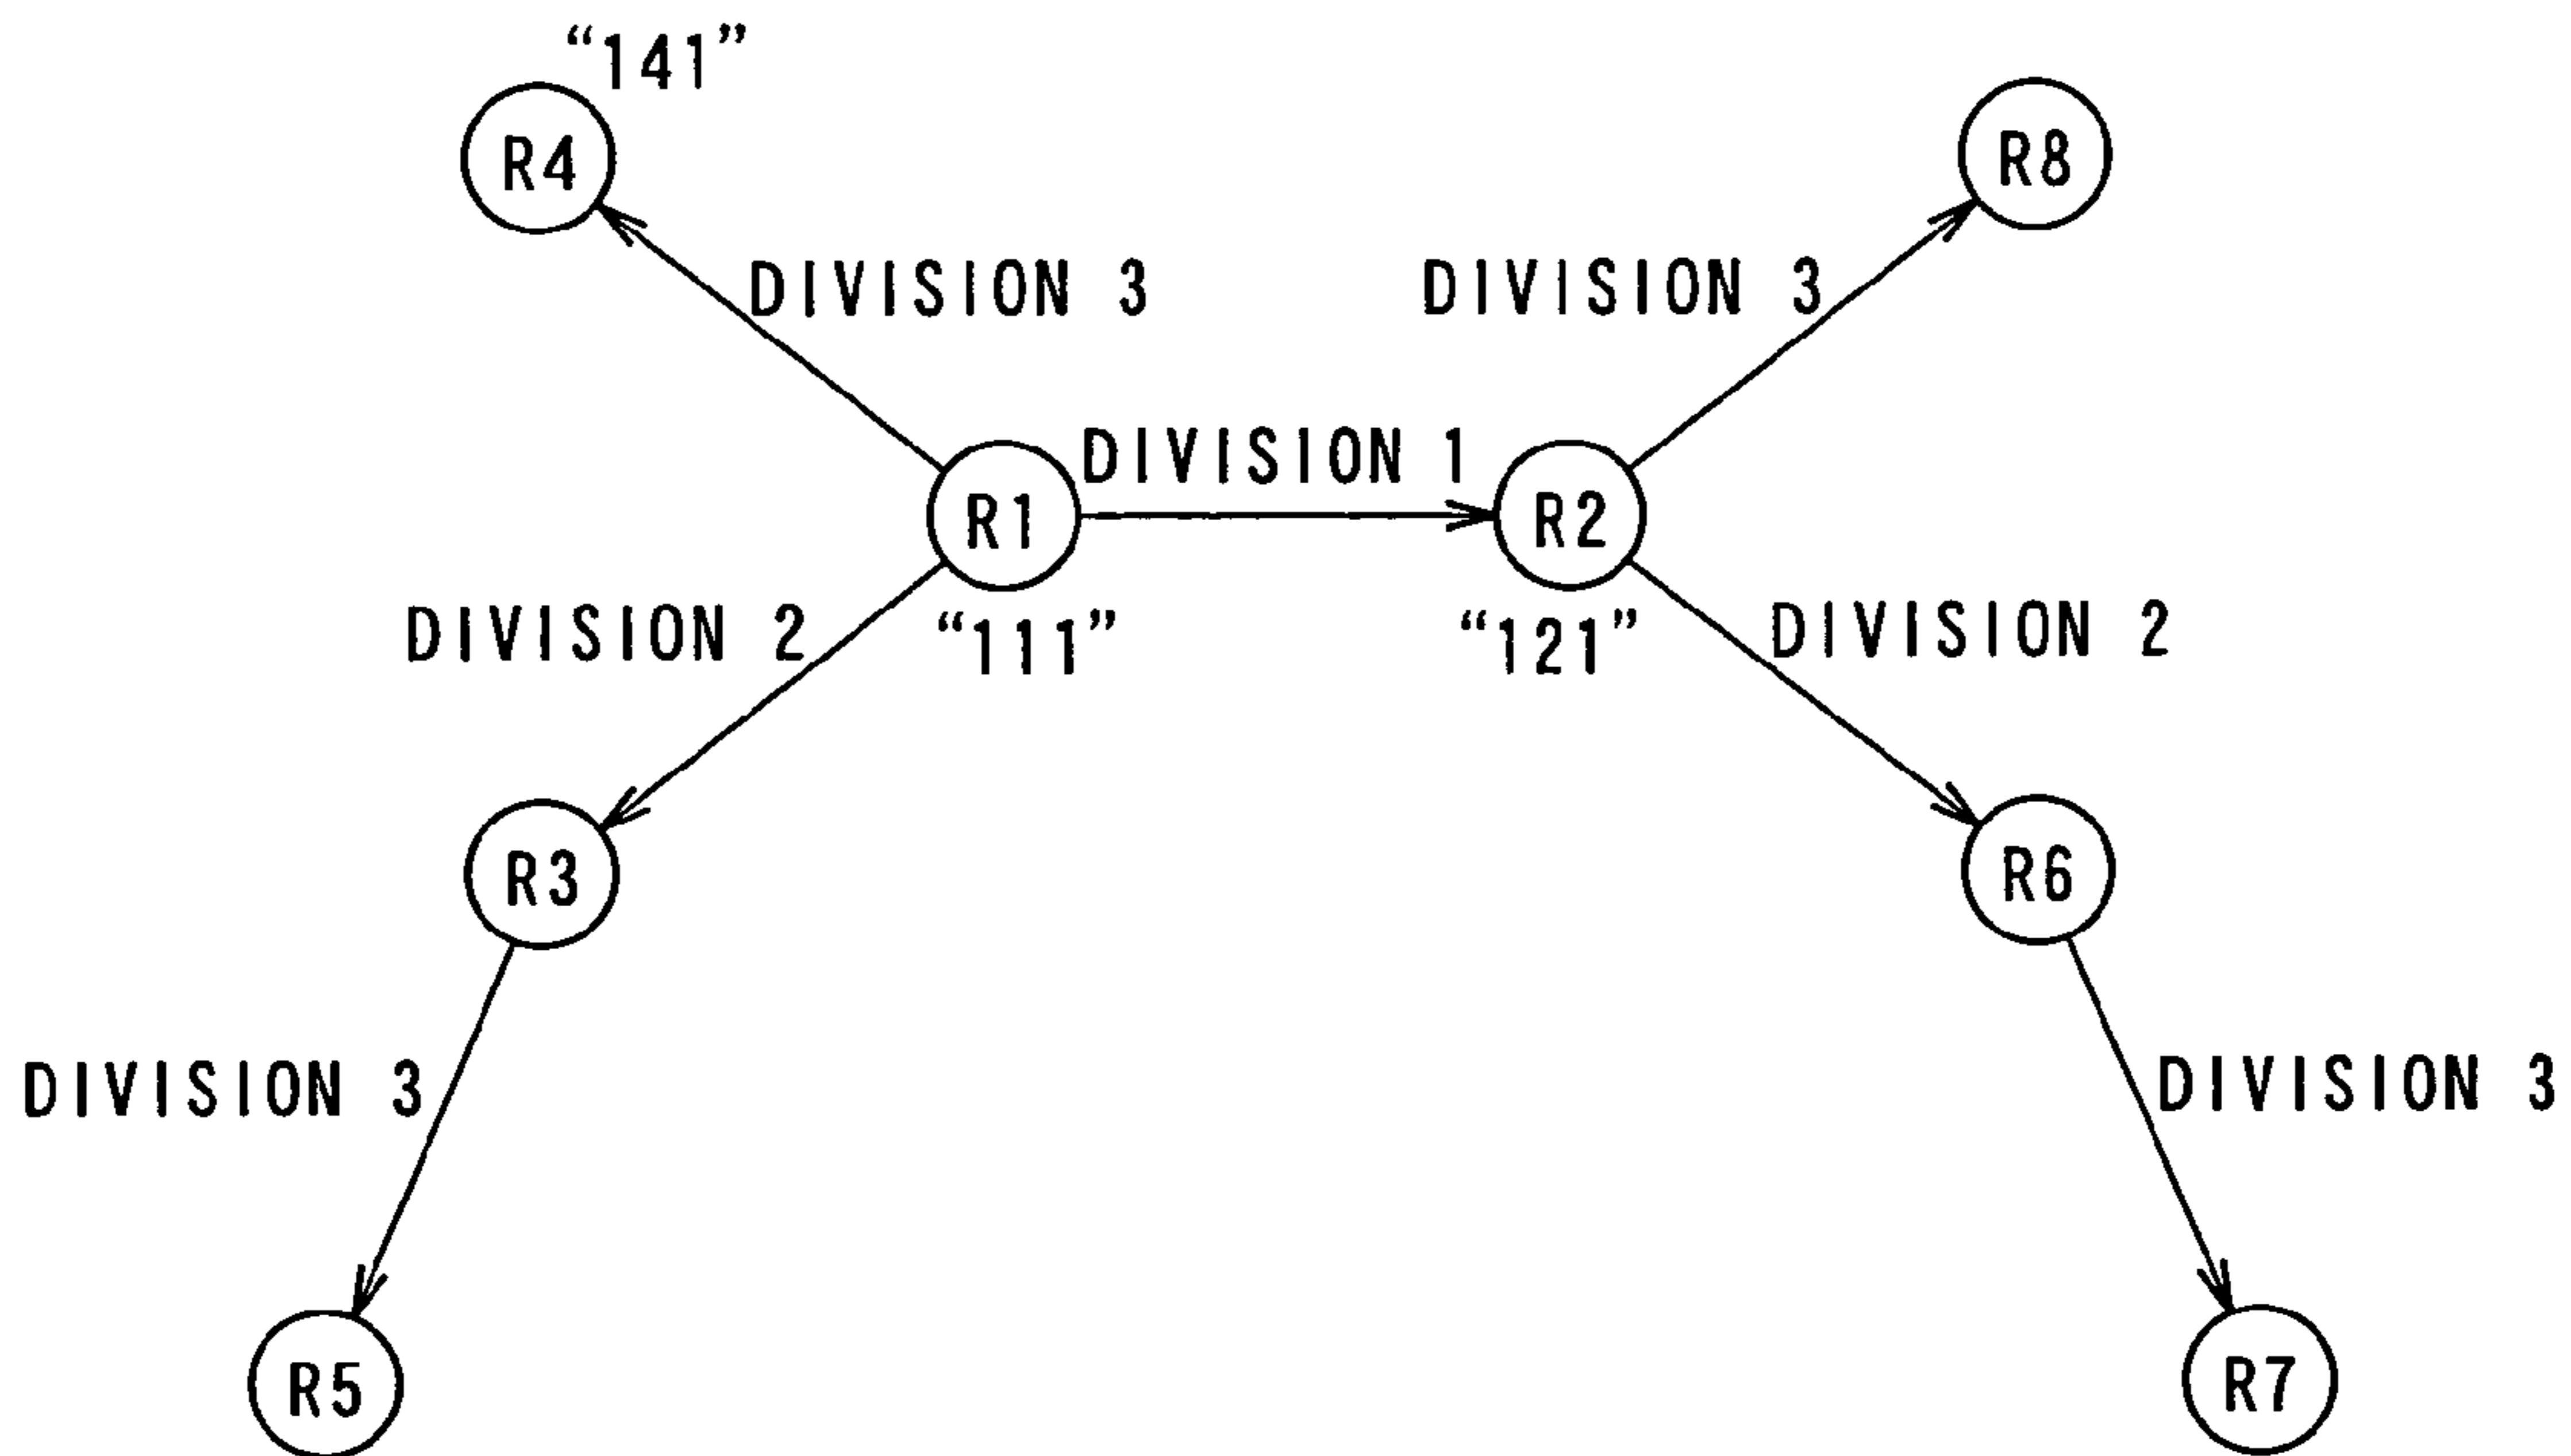 “141”
R4
R8
DIVISION 3
DIVISION 3
DIVISION 1
R1
R2
DIVISION 2
“111”
“121”
DIVISION 2
R3
R6
DIVISION 3
DIVISION 3
R5
R7